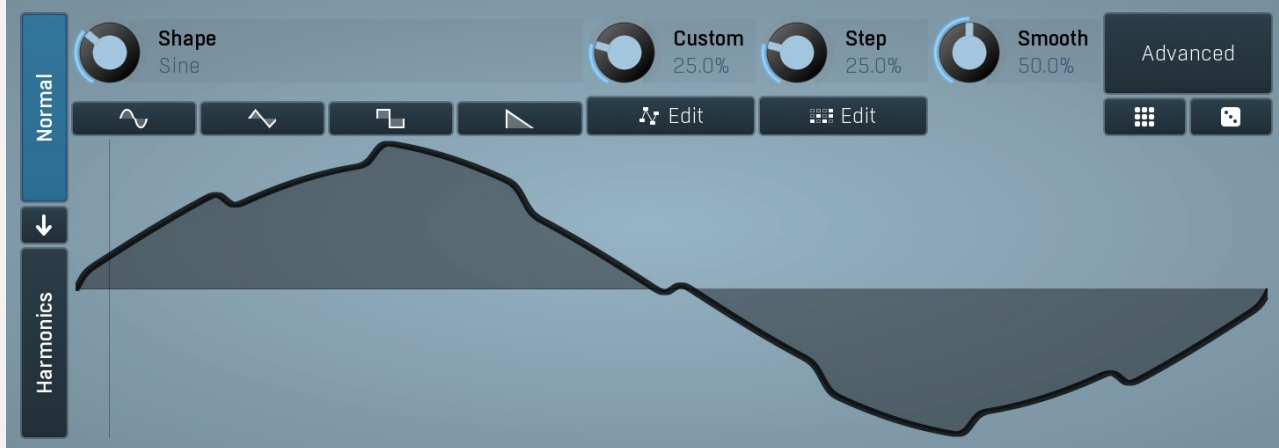 Normal
Shape
Sine
Custom
25.0%
Step
25.0%
Smooth
50.0%
Advanced
Edit
Edit
Harmonics